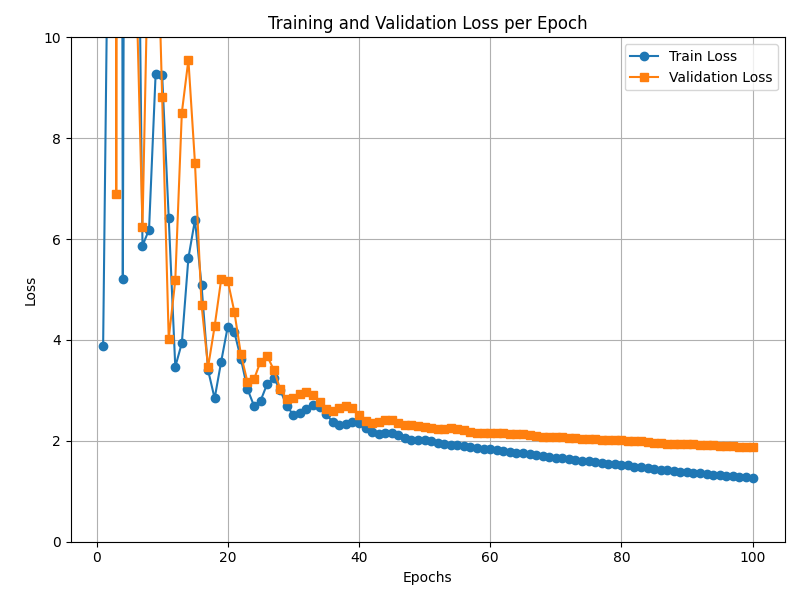 Training and Validation Loss per Epoch
Train Loss
Validation Loss
10
8
6
4
2
0
Loss
0 20 40 60 80 100
Epochs